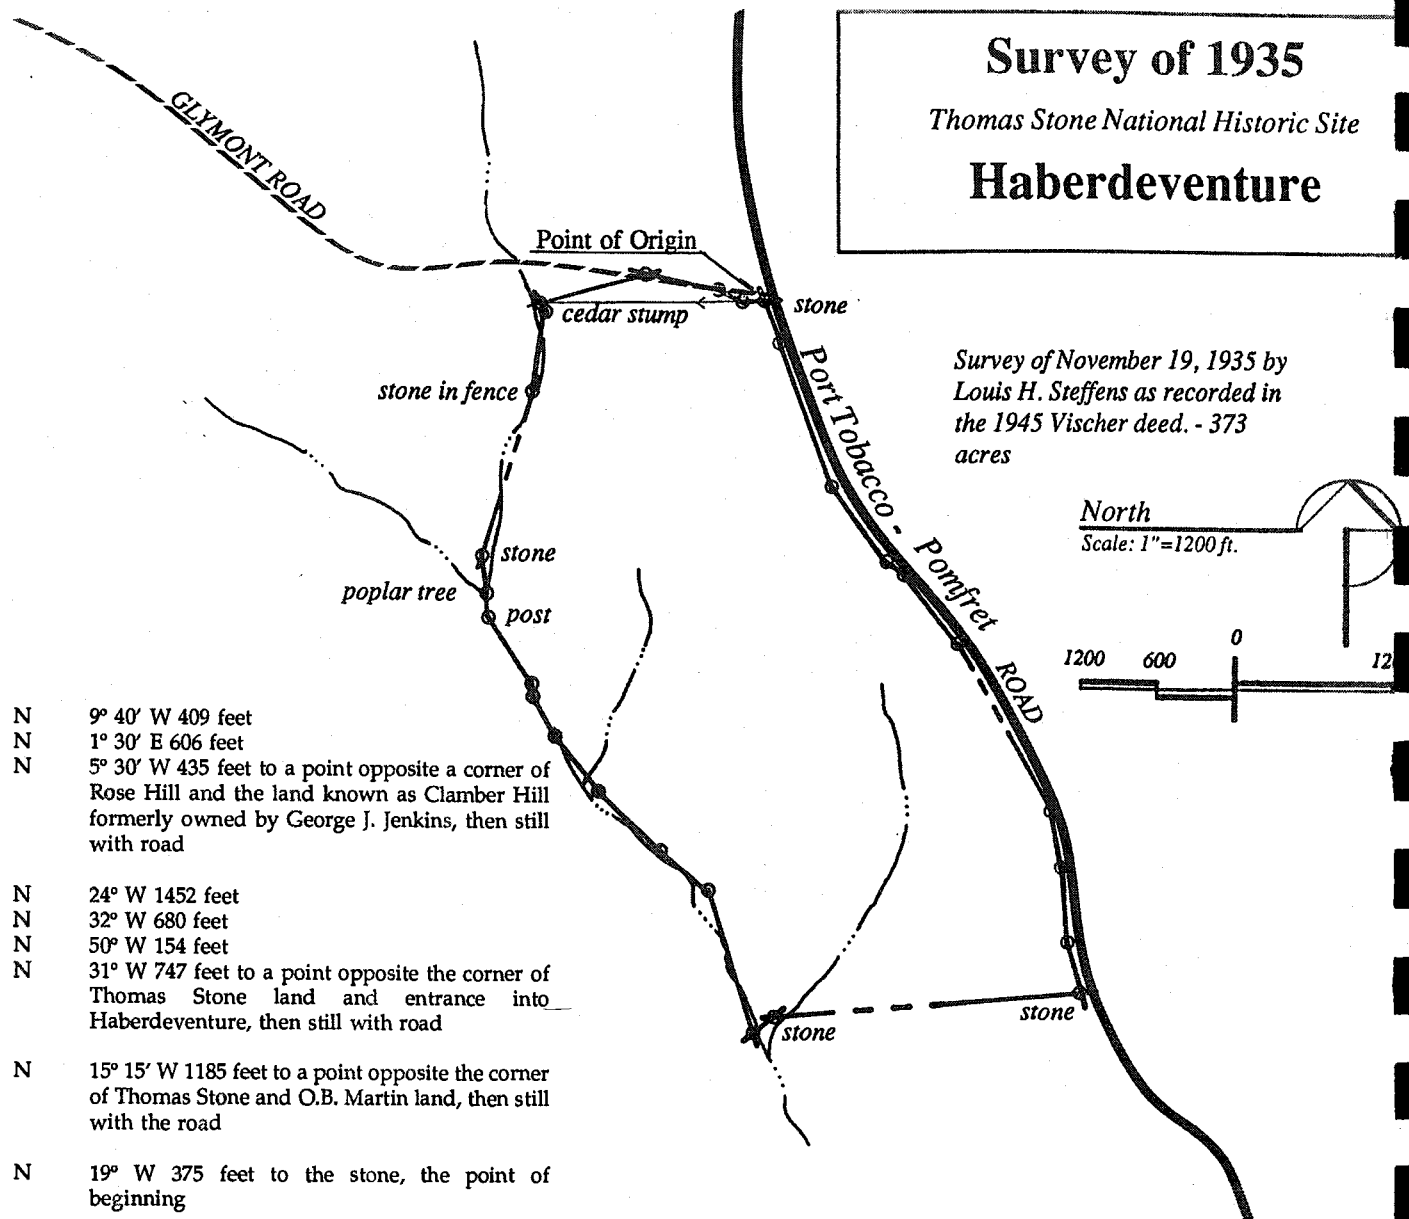 Survey of 1935
Thomas Stone National Historic Site
Haberdeventure
GLYMONT ROAD
Point of Origin
stone
cedar stump
stone in fence
Port Tobacco - Pomfret ROAD
Survey of November 19, 1935 by
Louis H. Steffens as recorded in
the 1945 Vischer deed. - 373
acres
North
Scale: 1"=1200 ft.
1200 600 0 12
stone
poplar tree
post
stone
stone
N 9° 40' W 409 feet
N 1° 30' E 606 feet
N 5° 30' W 435 feet to a point opposite a corner of
Rose Hill and the land known as Clamber Hill
formerly owned by George J. Jenkins, then still
with road
N 24° W 1452 feet
N 32° W 680 feet
N 50° W 154 feet
N 31° W 747 feet to a point opposite the corner of
Thomas Stone land and entrance into
Haberdeventure, then still with road
N 15° 15' W 1185 feet to a point opposite the corner
of Thomas Stone and O.B. Martin land, then still
with the road
N 19° W 375 feet to the stone, the point of
beginning